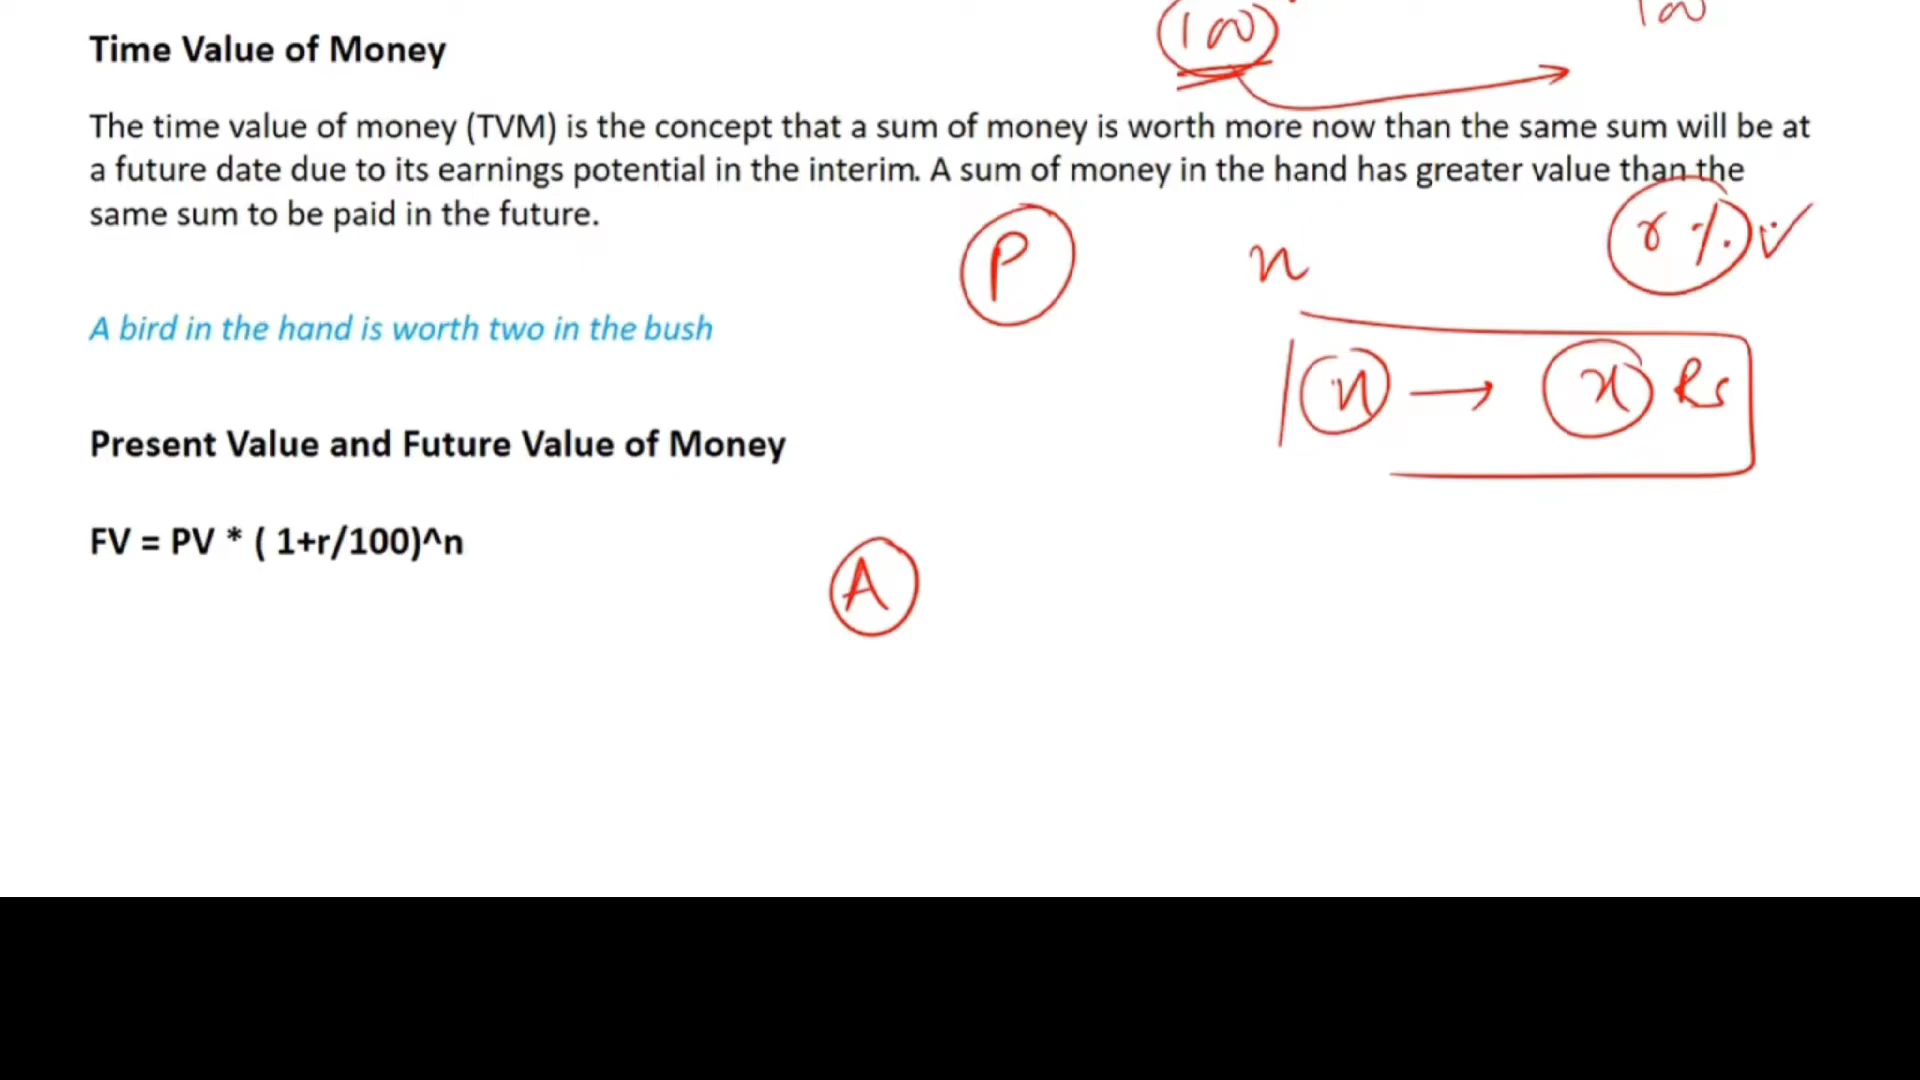 100
100
Time Value of Money
The time value of money (TVM) is the concept that a sum of money is worth more now than the same sum will be at
a future date due to its earnings potential in the interim. A sum of money in the hand has greater value than the
same sum to be paid in the future.
P n r %
A bird in the hand is worth two in the bush
n → x Rs
Present Value and Future Value of Money
FV = PV * ( 1+r/100)^n
A